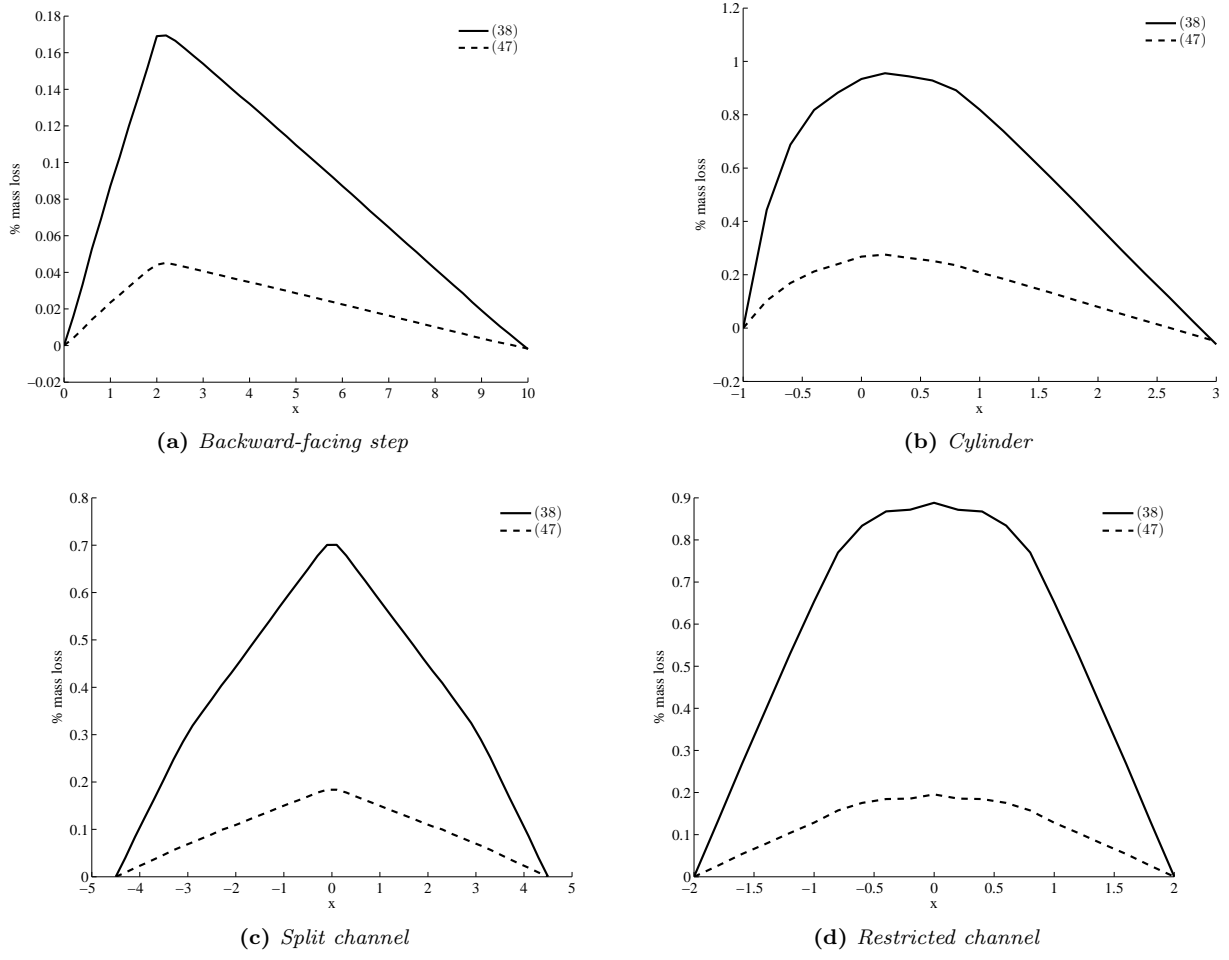 0.18
0.16
0.14
0.12
0.1
0.08
0.06
0.04
0.02
0
−0.02
% mass loss
0 1 2 3 4 5 6 7 8 9 10
x
(38)
(47)
(a) Backward-facing step
1.2
1
0.8
0.6
0.4
0.2
0
−0.2
% mass loss
−1 −0.5 0 0.5 1 1.5 2 2.5 3
x
(38)
(47)
(b) Cylinder
0.8
0.7
0.6
0.5
0.4
0.3
0.2
0.1
0
% mass loss
−5 −4 −3 −2 −1 0 1 2 3 4 5
x
(38)
(47)
(c) Split channel
0.9
0.8
0.7
0.6
0.5
0.4
0.3
0.2
0.1
0
% mass loss
−2 −1.5 −1 −0.5 0 0.5 1 1.5 2
x
(38)
(47)
(d) Restricted channel